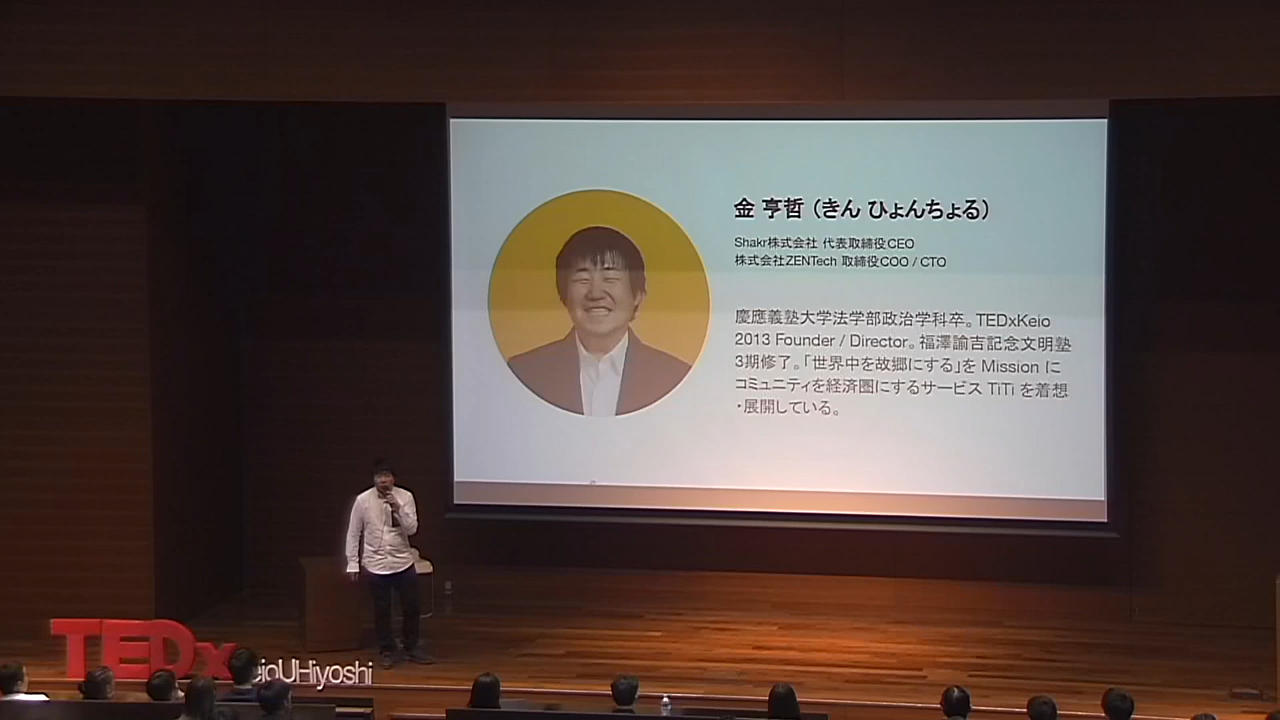 金 亨哲 (きん ひょんちょる)
Shakr株式会社 代表取締役CEO
株式会社ZENTech 取締役COO / CTO
慶應義塾大学法学部政治学科卒。TEDxKeio
2013 Founder / Director。福澤諭吉記念文明塾
3期修了。「世界中を故郷にする」を Mission に
コミュニティを経済圏にするサービス TiTi を着想
・展開している。
TEDx
eioUHiyoshi